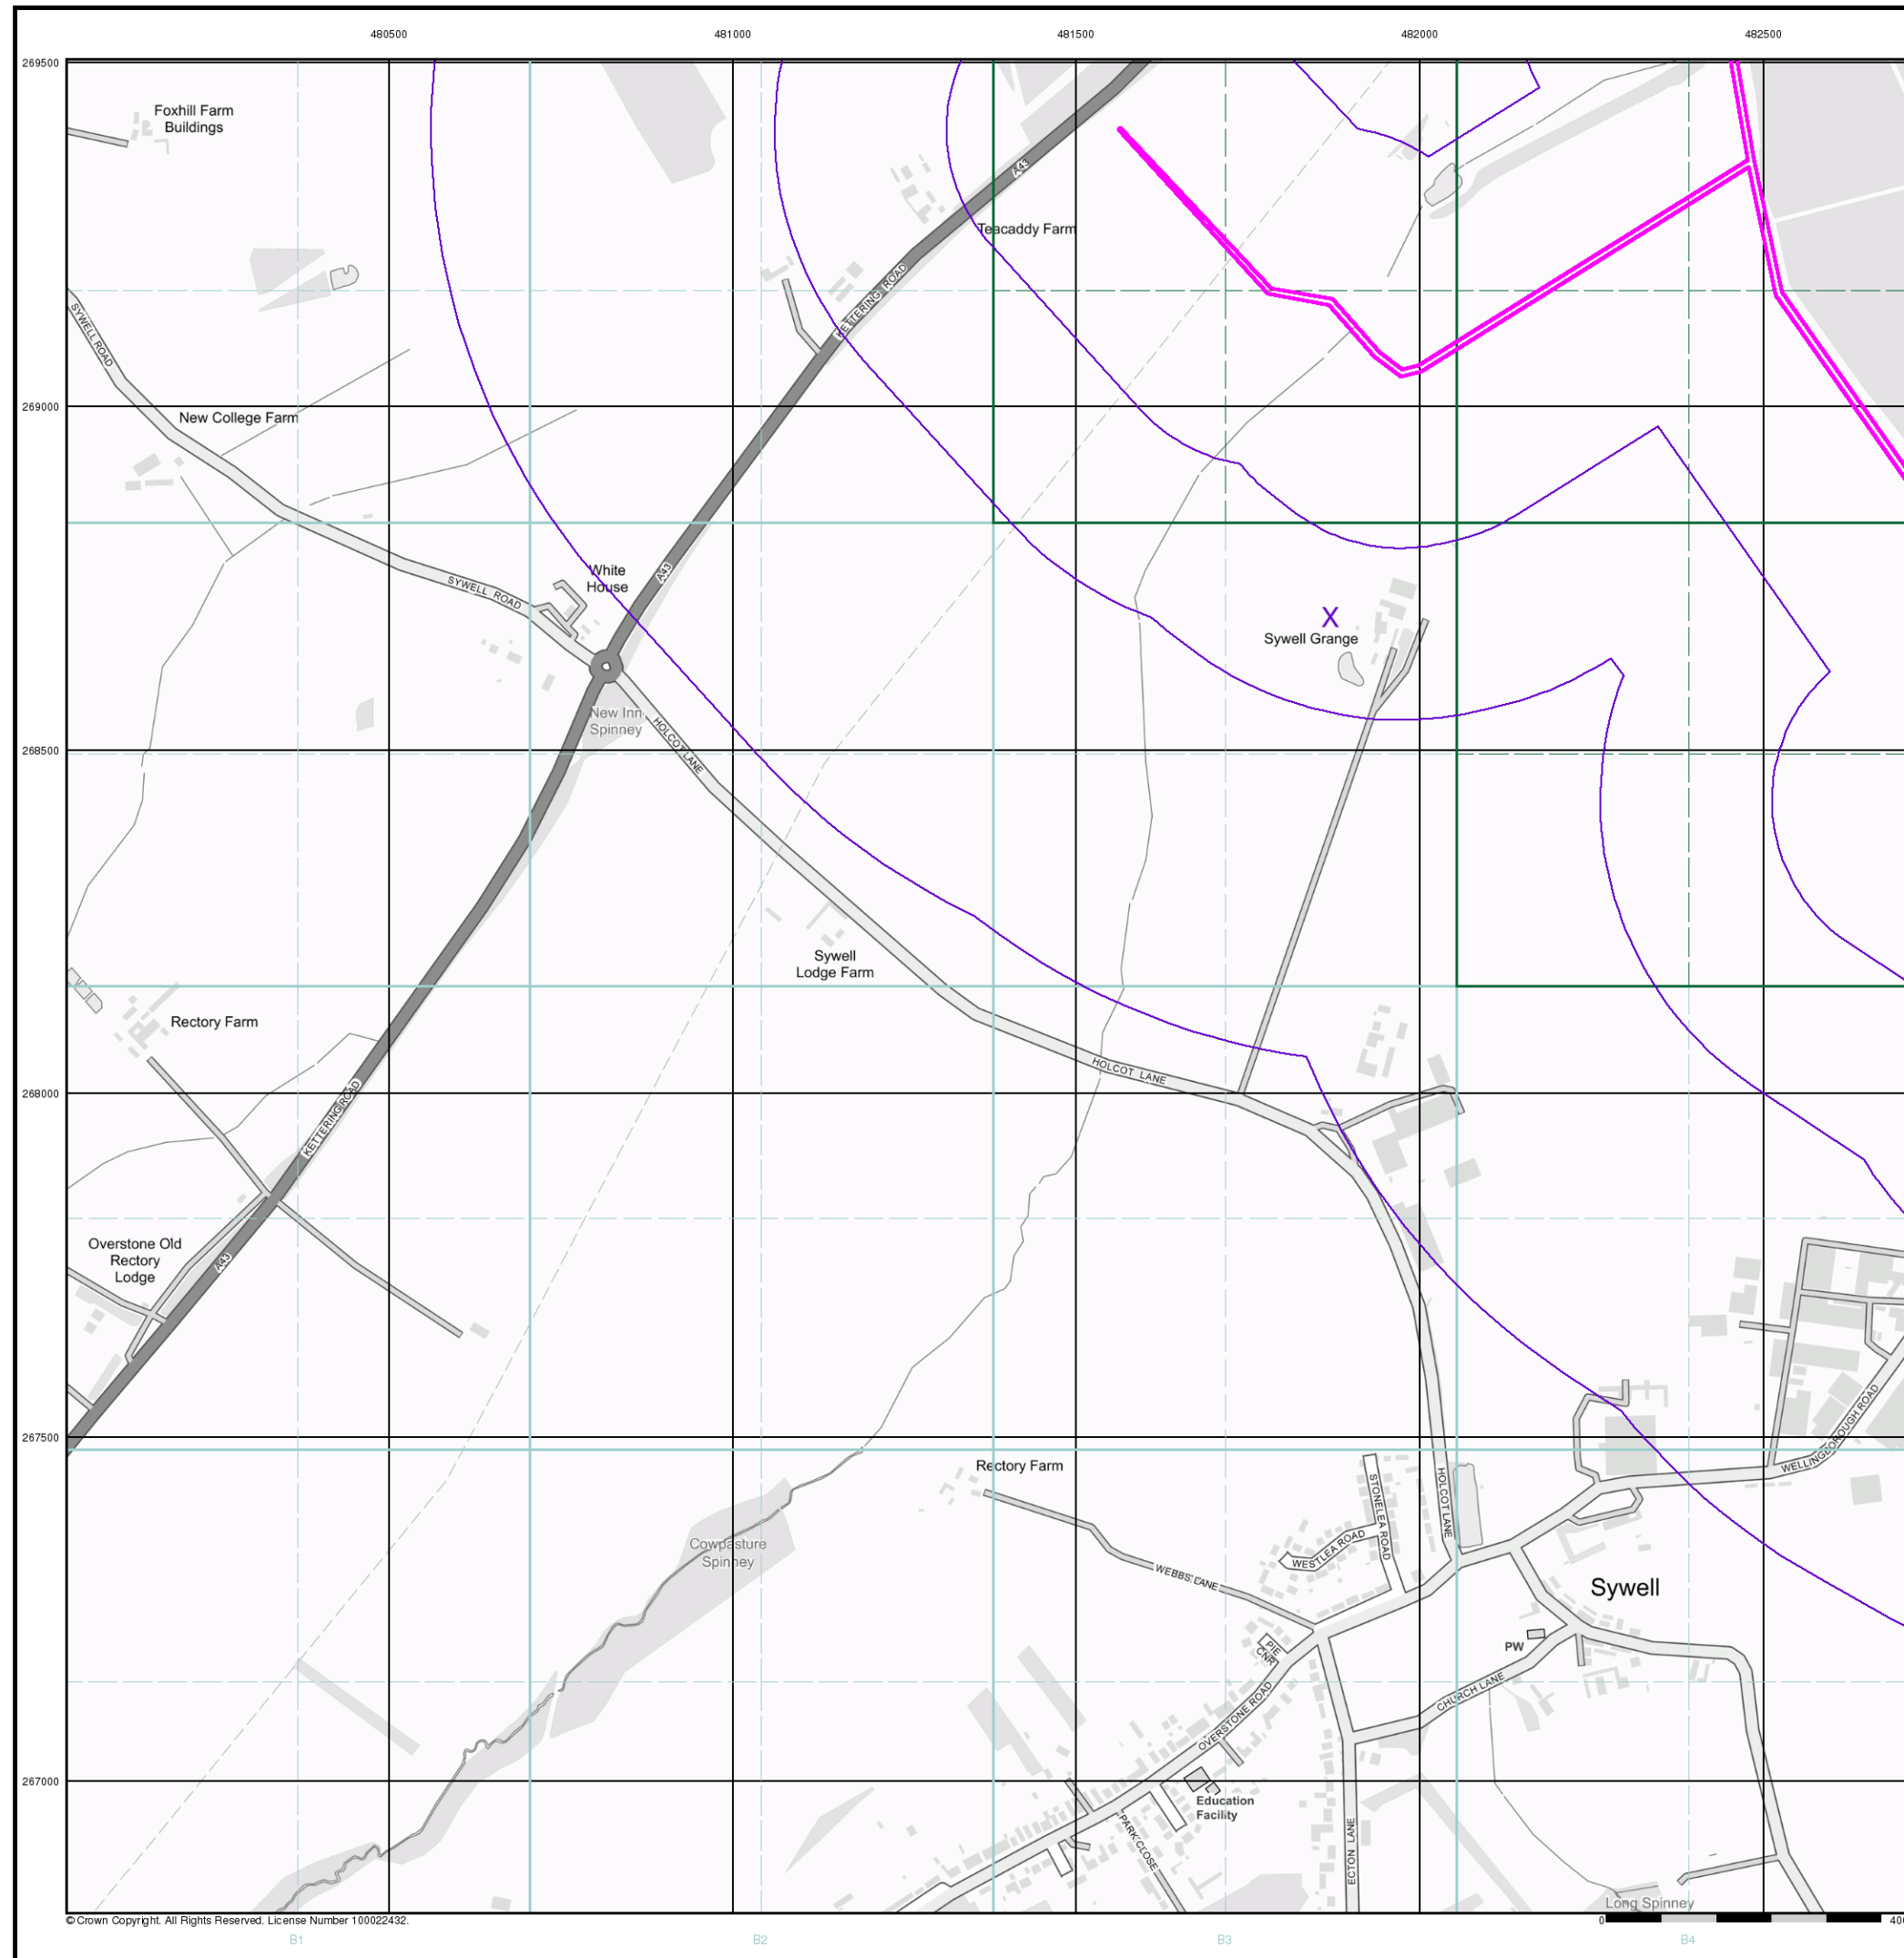 480500 481000 481500 482000 482500
269500
Foxhill Farm
Buildings
A43
Teacaddy Farm
KETTERING ROAD
SYWELL ROAD
269000
New College Farm
A43
White
House
SYWELL ROAD
X
Sywell Grange
New Inn
Spinney
HOLCOT LANE
268500
Sywell
Lodge Farm
Rectory Farm
HOLCOT LANE
268000
KETTERING ROAD
Overstone Old
Rectory
Lodge
A43
267500
WELLINGBOROUGH ROAD
Rectory Farm
STONELEA ROAD
HOLCOT LANE
Cowpasture
Spinney
WESTLEA ROAD
WEBBS LANE
Sywell
PW
PIE
CNR
CHURCH LANE
OVERSTONE ROAD
267000
Education
Facility
PARK CLOSE
ECTON LANE
Long Spinney
© Crown Copyright. All Rights Reserved. License Number 100022432.
0 40
B1 B2 B3 B4